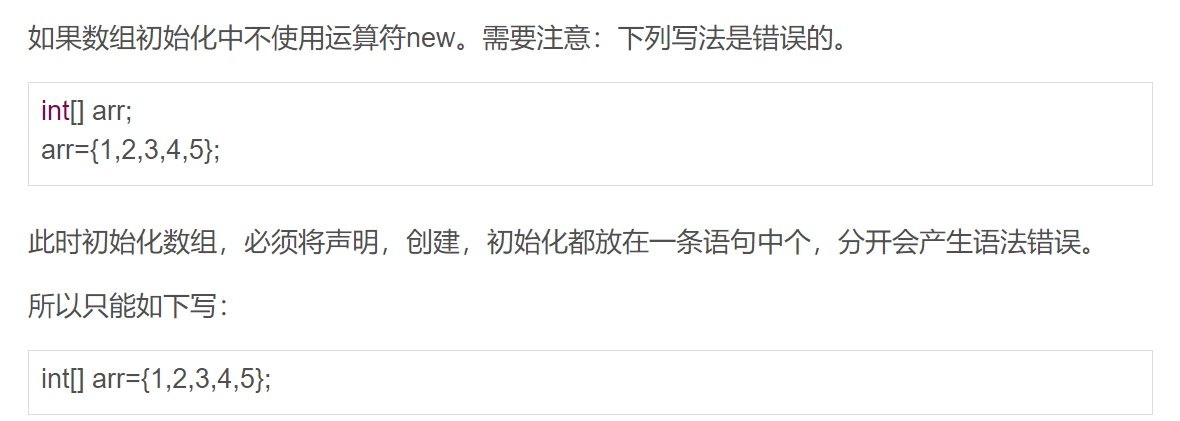 如果数组初始化中不使用运算符new。需要注意：下列写法是错误的。
int[] arr;
arr={1,2,3,4,5};
此时初始化数组，必须将声明，创建，初始化都放在一条语句中个，分开会产生语法错误。
所以只能如下写：
int[] arr={1,2,3,4,5};